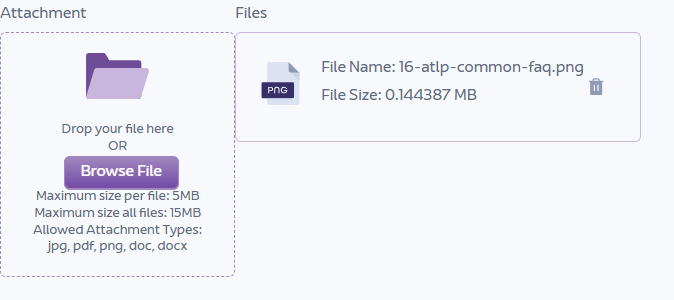 Attachment
Files
Drop your file here
OR
Browse File
Maximum size per file: 5MB
Maximum size all files: 15MB
Allowed Attachment Types:
jpg, pdf, png, doc, docx
PNG
File Name: 16-atlp-common-faq.png
File Size: 0.144387 MB